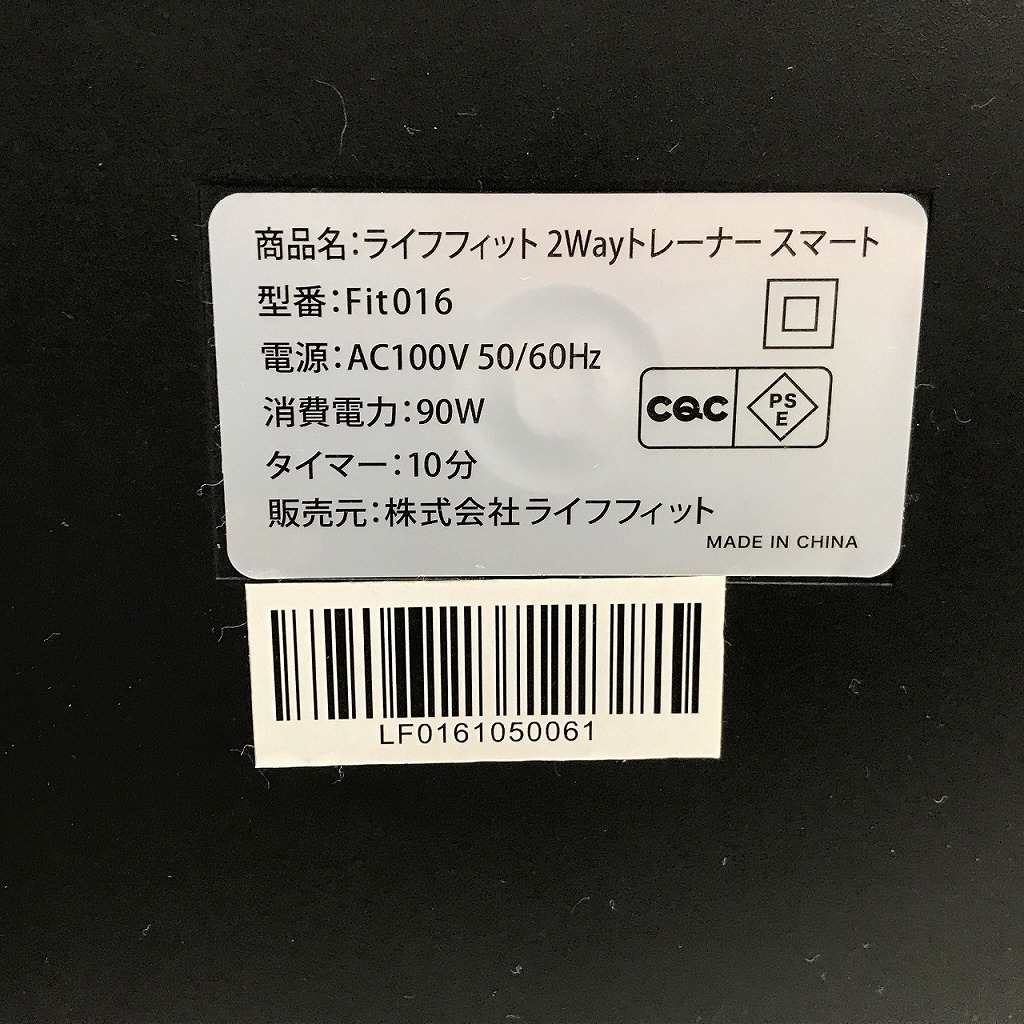 商品名：ライフフィット 2Wayトレーナー スマート
型番：Fit016
電源：AC100V 50/60Hz
消費電力：90W
CQC
PS
E
タイマー：10分
販売元：株式会社ライフフィット
MADE IN CHINA
LF0161050061